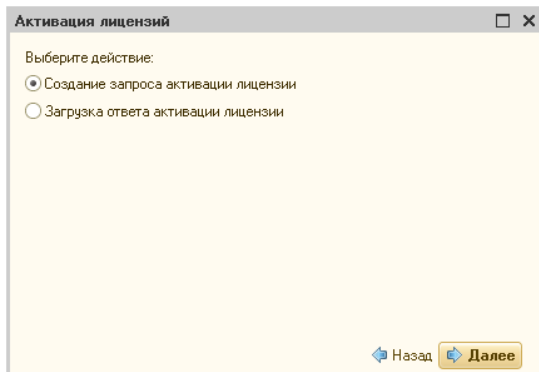 Активация лицензий
Выберите действие:
Создание запроса активации лицензии
Загрузка ответа активации лицензии
Назад Далее